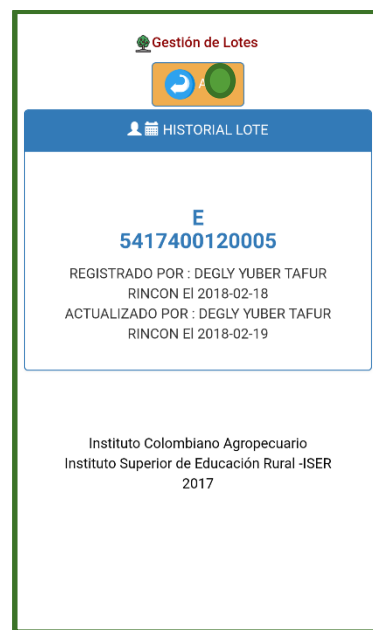 Gestión de Lotes
HISTORIAL LOTE
E
5417400120005
REGISTRADO POR : DEGLY YUBER TAFUR
RINCON El 2018-02-18
ACTUALIZADO POR : DEGLY YUBER TAFUR
RINCON El 2018-02-19
Instituto Colombiano Agropecuario
Instituto Superior de Educación Rural -ISER
2017